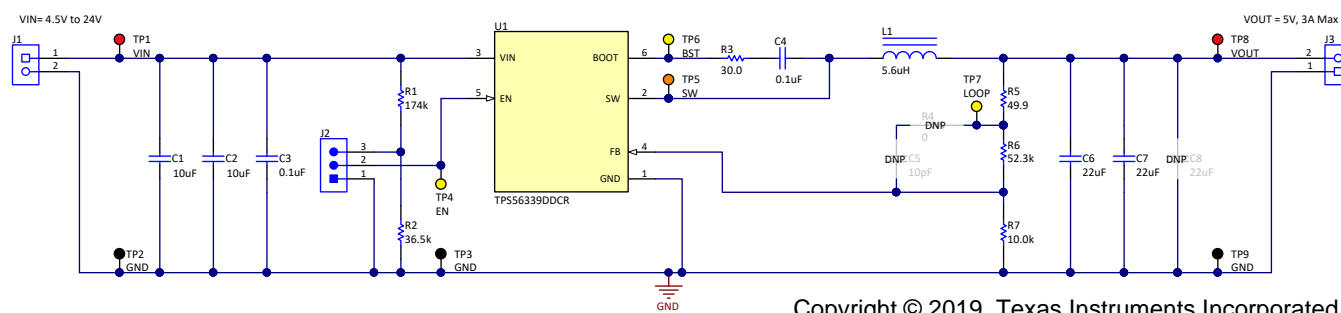 VIN= 4.5V to 24V
VOUT = 5V, 3A Max
J1
1
2
TP1
VIN
U1
3
VIN
BOOT
6
TP6
BST
R3
30.0
C4
0.1uF
L1
5.6uH
TP8
VOUT
J3
2
1
TP5
SW
2
SW
5
EN
R1
174k
TP7
LOOP
R5
49.9
R4
DNP
0
J2
3
2
1
C1
10uF
C2
10uF
C3
0.1uF
FB
4
DNP
C5
10pF
R6
52.3k
C6
22uF
C7
22uF
DNP
C8
22uF
GND
1
TPS56339DDCR
TP4
EN
R2
36.5k
R7
10.0k
TP2
GND
TP3
GND
TP9
GND
GND
Copyright © 2019, Texas Instruments Incorporated